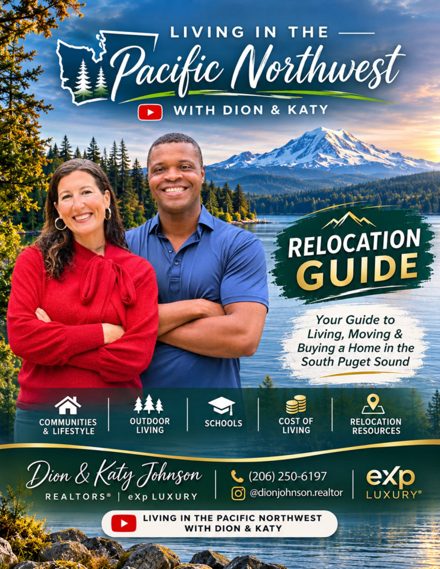 LIVING IN THE
Pacific Northwest
WITH DION & KATY
RELOCATION
GUIDE
Your Guide to
Living, Moving &
Buying a Home in the
South Puget Sound
COMMUNITIES
& LIFESTYLE
OUTDOOR
LIVING
SCHOOLS
COST OF
LIVING
RELOCATION
RESOURCES
Dion & Katy Johnson
REALTORS® | eXp LUXURY
(206) 250-6197
@dionjohnson.realtor
eXp
LUXURY®
LIVING IN THE PACIFIC NORTHWEST
WITH DION & KATY